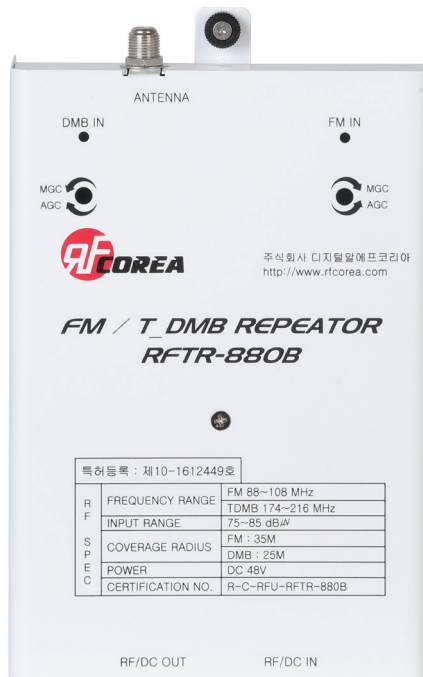 ANTENNA
DMB IN
FM IN
MGC
AGC
MGC
AGC
RFCOREA
주식회사 디지털알에프코리아
http://www.rfcorea.com
FM / T_DMB REPEATOR
RFTR-880B
특허등록 : 제10-1612449호
RF SPEC
FREQUENCY RANGE FM 88~108 MHz
TDMB 174~216 MHz
INPUT RANGE 75~85 dB㎶
COVERAGE RADIUS FM : 35M
DMB : 25M
POWER DC 48V
CERTIFICATION NO. R-C-RFU-RFTR-880B
RF/DC OUT RF/DC IN